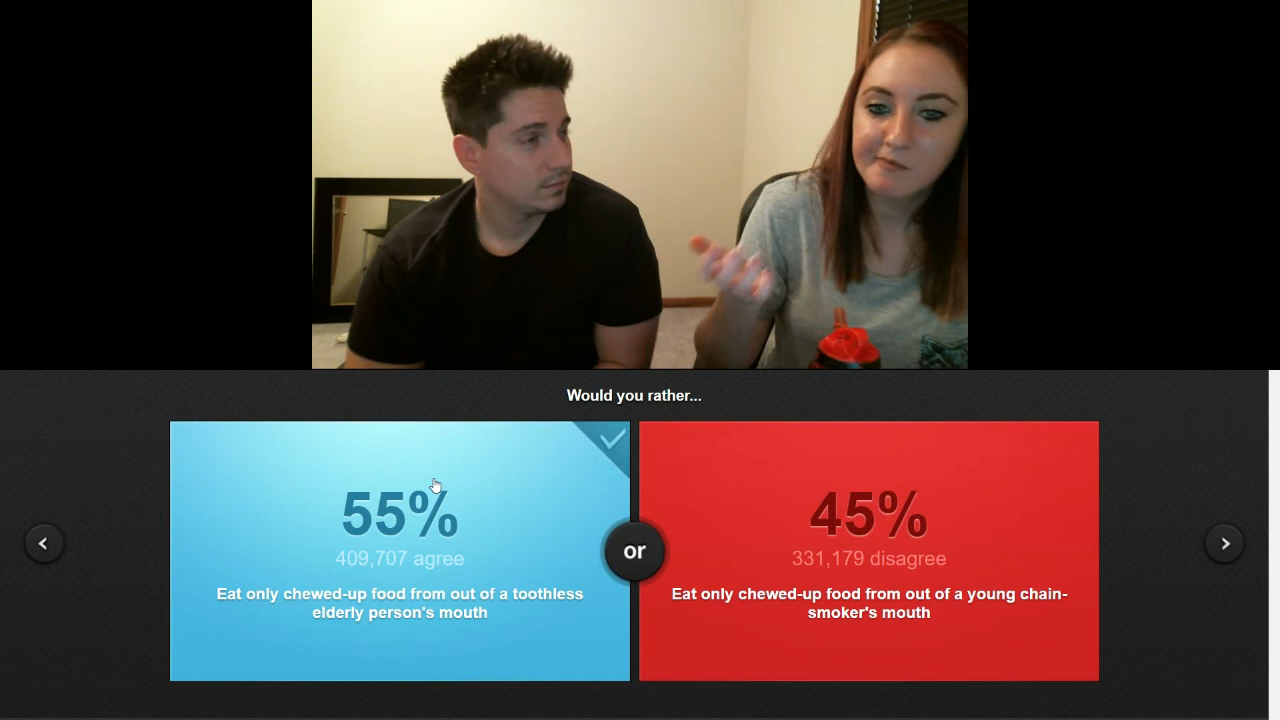 Would you rather...
55%
409,707 agree
Eat only chewed-up food from out of a toothless
elderly person's mouth
or
45%
331,179 disagree
Eat only chewed-up food from out of a young chain-
smoker's mouth